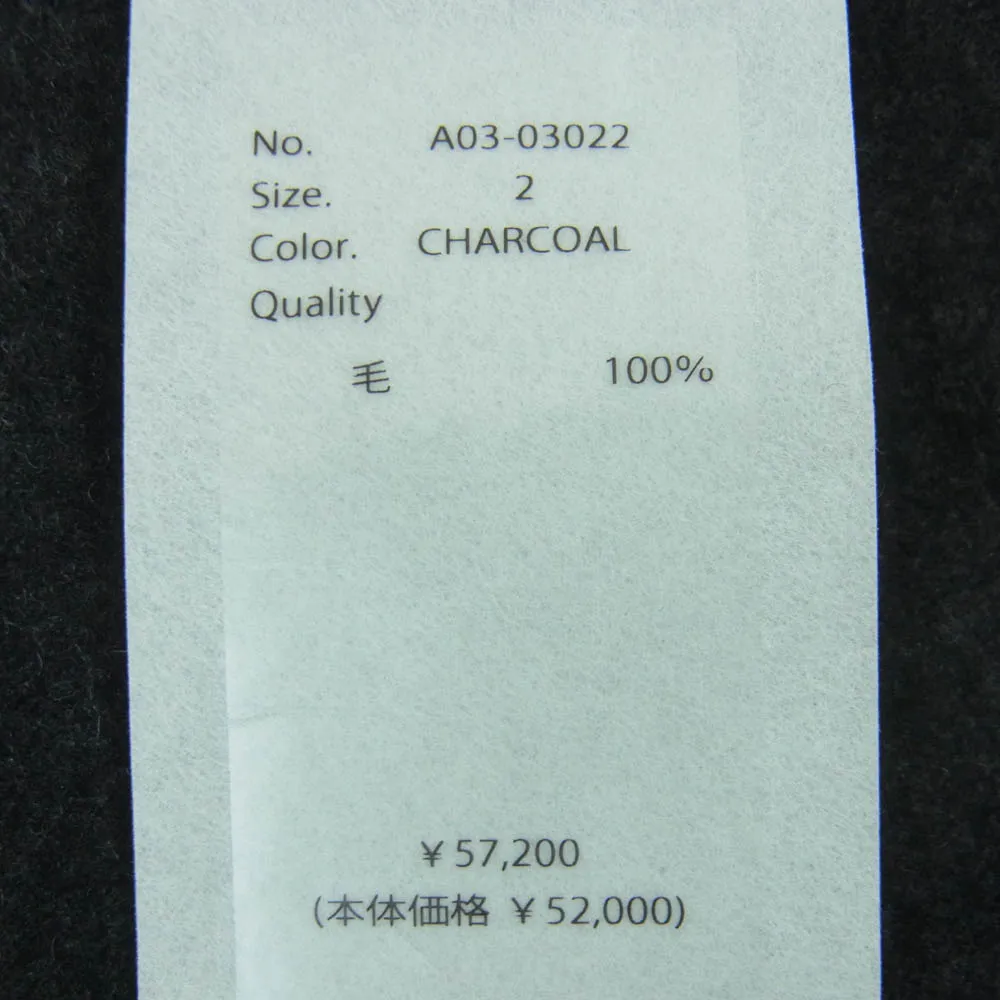 No. A03-03022
Size. 2
Color. CHARCOAL
Quality
毛 100%
¥57,200
(本体価格 ¥52,000)